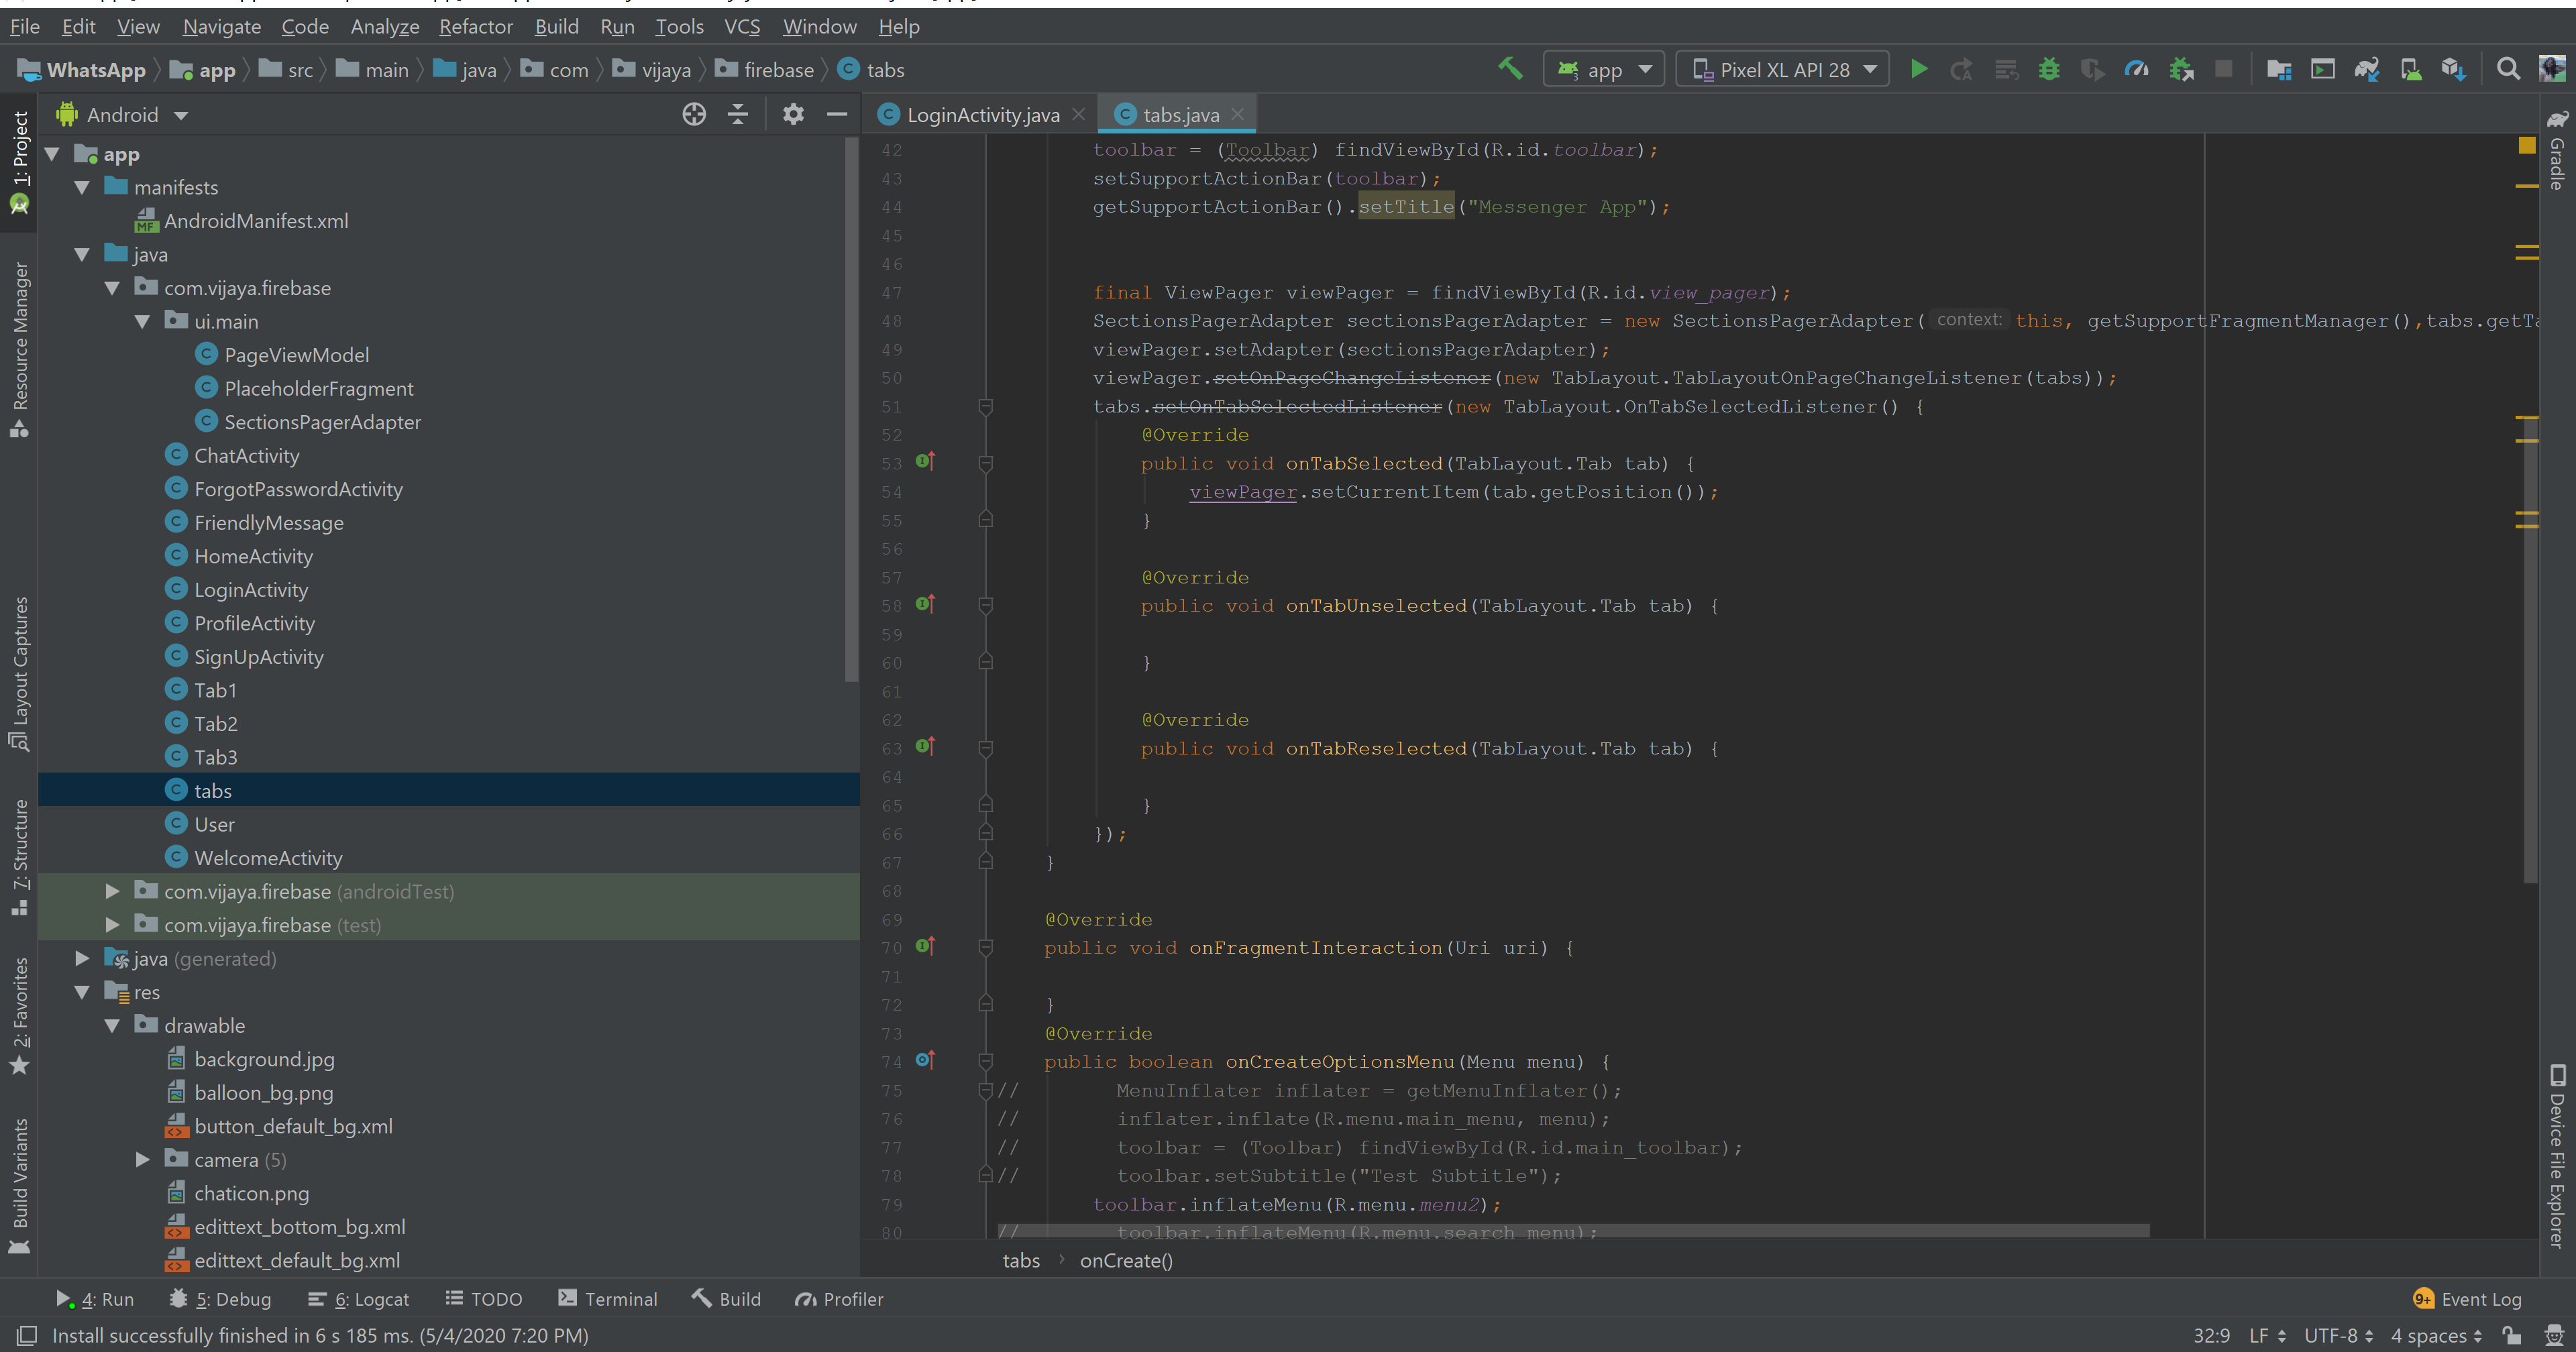 File Edit View Navigate Code Analyze Refactor Build Run Tools VCS Window Help
WhatsApp app src main java com vijaya firebase tabs
app Pixel XL API 28
Android
LoginActivity.java tabs.java
1: Project
Resource Manager
Layout Captures
7: Structure
2: Favorites
Build Variants
app
manifests
AndroidManifest.xml
java
com.vijaya.firebase
ui.main
PageViewModel
PlaceholderFragment
SectionsPagerAdapter
ChatActivity
ForgotPasswordActivity
FriendlyMessage
HomeActivity
LoginActivity
ProfileActivity
SignUpActivity
Tab1
Tab2
Tab3
tabs
User
WelcomeActivity
com.vijaya.firebase (androidTest)
com.vijaya.firebase (test)
java (generated)
res
drawable
background.jpg
balloon_bg.png
button_default_bg.xml
camera (5)
chaticon.png
edittext_bottom_bg.xml
edittext_default_bg.xml
42 toolbar = (Toolbar) findViewById(R.id.toolbar);
43 setSupportActionBar(toolbar);
44 getSupportActionBar().setTitle("Messenger App");
45
46
47 final ViewPager viewPager = findViewById(R.id.view_pager);
48 SectionsPagerAdapter sectionsPagerAdapter = new SectionsPagerAdapter( context: this, getSupportFragmentManager(),tabs.getTa
49 viewPager.setAdapter(sectionsPagerAdapter);
50 viewPager.setOnPageChangeListener(new TabLayout.TabLayoutOnPageChangeListener(tabs));
51 tabs.setOnTabSelectedListener(new TabLayout.OnTabSelectedListener() {
52 @Override
53 public void onTabSelected(TabLayout.Tab tab) {
54 viewPager.setCurrentItem(tab.getPosition());
55 }
56
57 @Override
58 public void onTabUnselected(TabLayout.Tab tab) {
59
60 }
61
62 @Override
63 public void onTabReselected(TabLayout.Tab tab) {
64
65 }
66 });
67 }
68
69 @Override
70 public void onFragmentInteraction(Uri uri) {
71
72 }
73 @Override
74 public boolean onCreateOptionsMenu(Menu menu) {
75 // MenuInflater inflater = getMenuInflater();
76 // inflater.inflate(R.menu.main_menu, menu);
77 // toolbar = (Toolbar) findViewById(R.id.main_toolbar);
78 // toolbar.setSubtitle("Test Subtitle");
79 toolbar.inflateMenu(R.menu.menu2);
80 // toolbar.inflateMenu(R.menu.search_menu);
tabs onCreate()
Gradle
Device File Explorer
4: Run 5: Debug 6: Logcat TODO Terminal Build Profiler 9+ Event Log
Install successfully finished in 6 s 185 ms. (5/4/2020 7:20 PM) 32:9 LF UTF-8 4 spaces